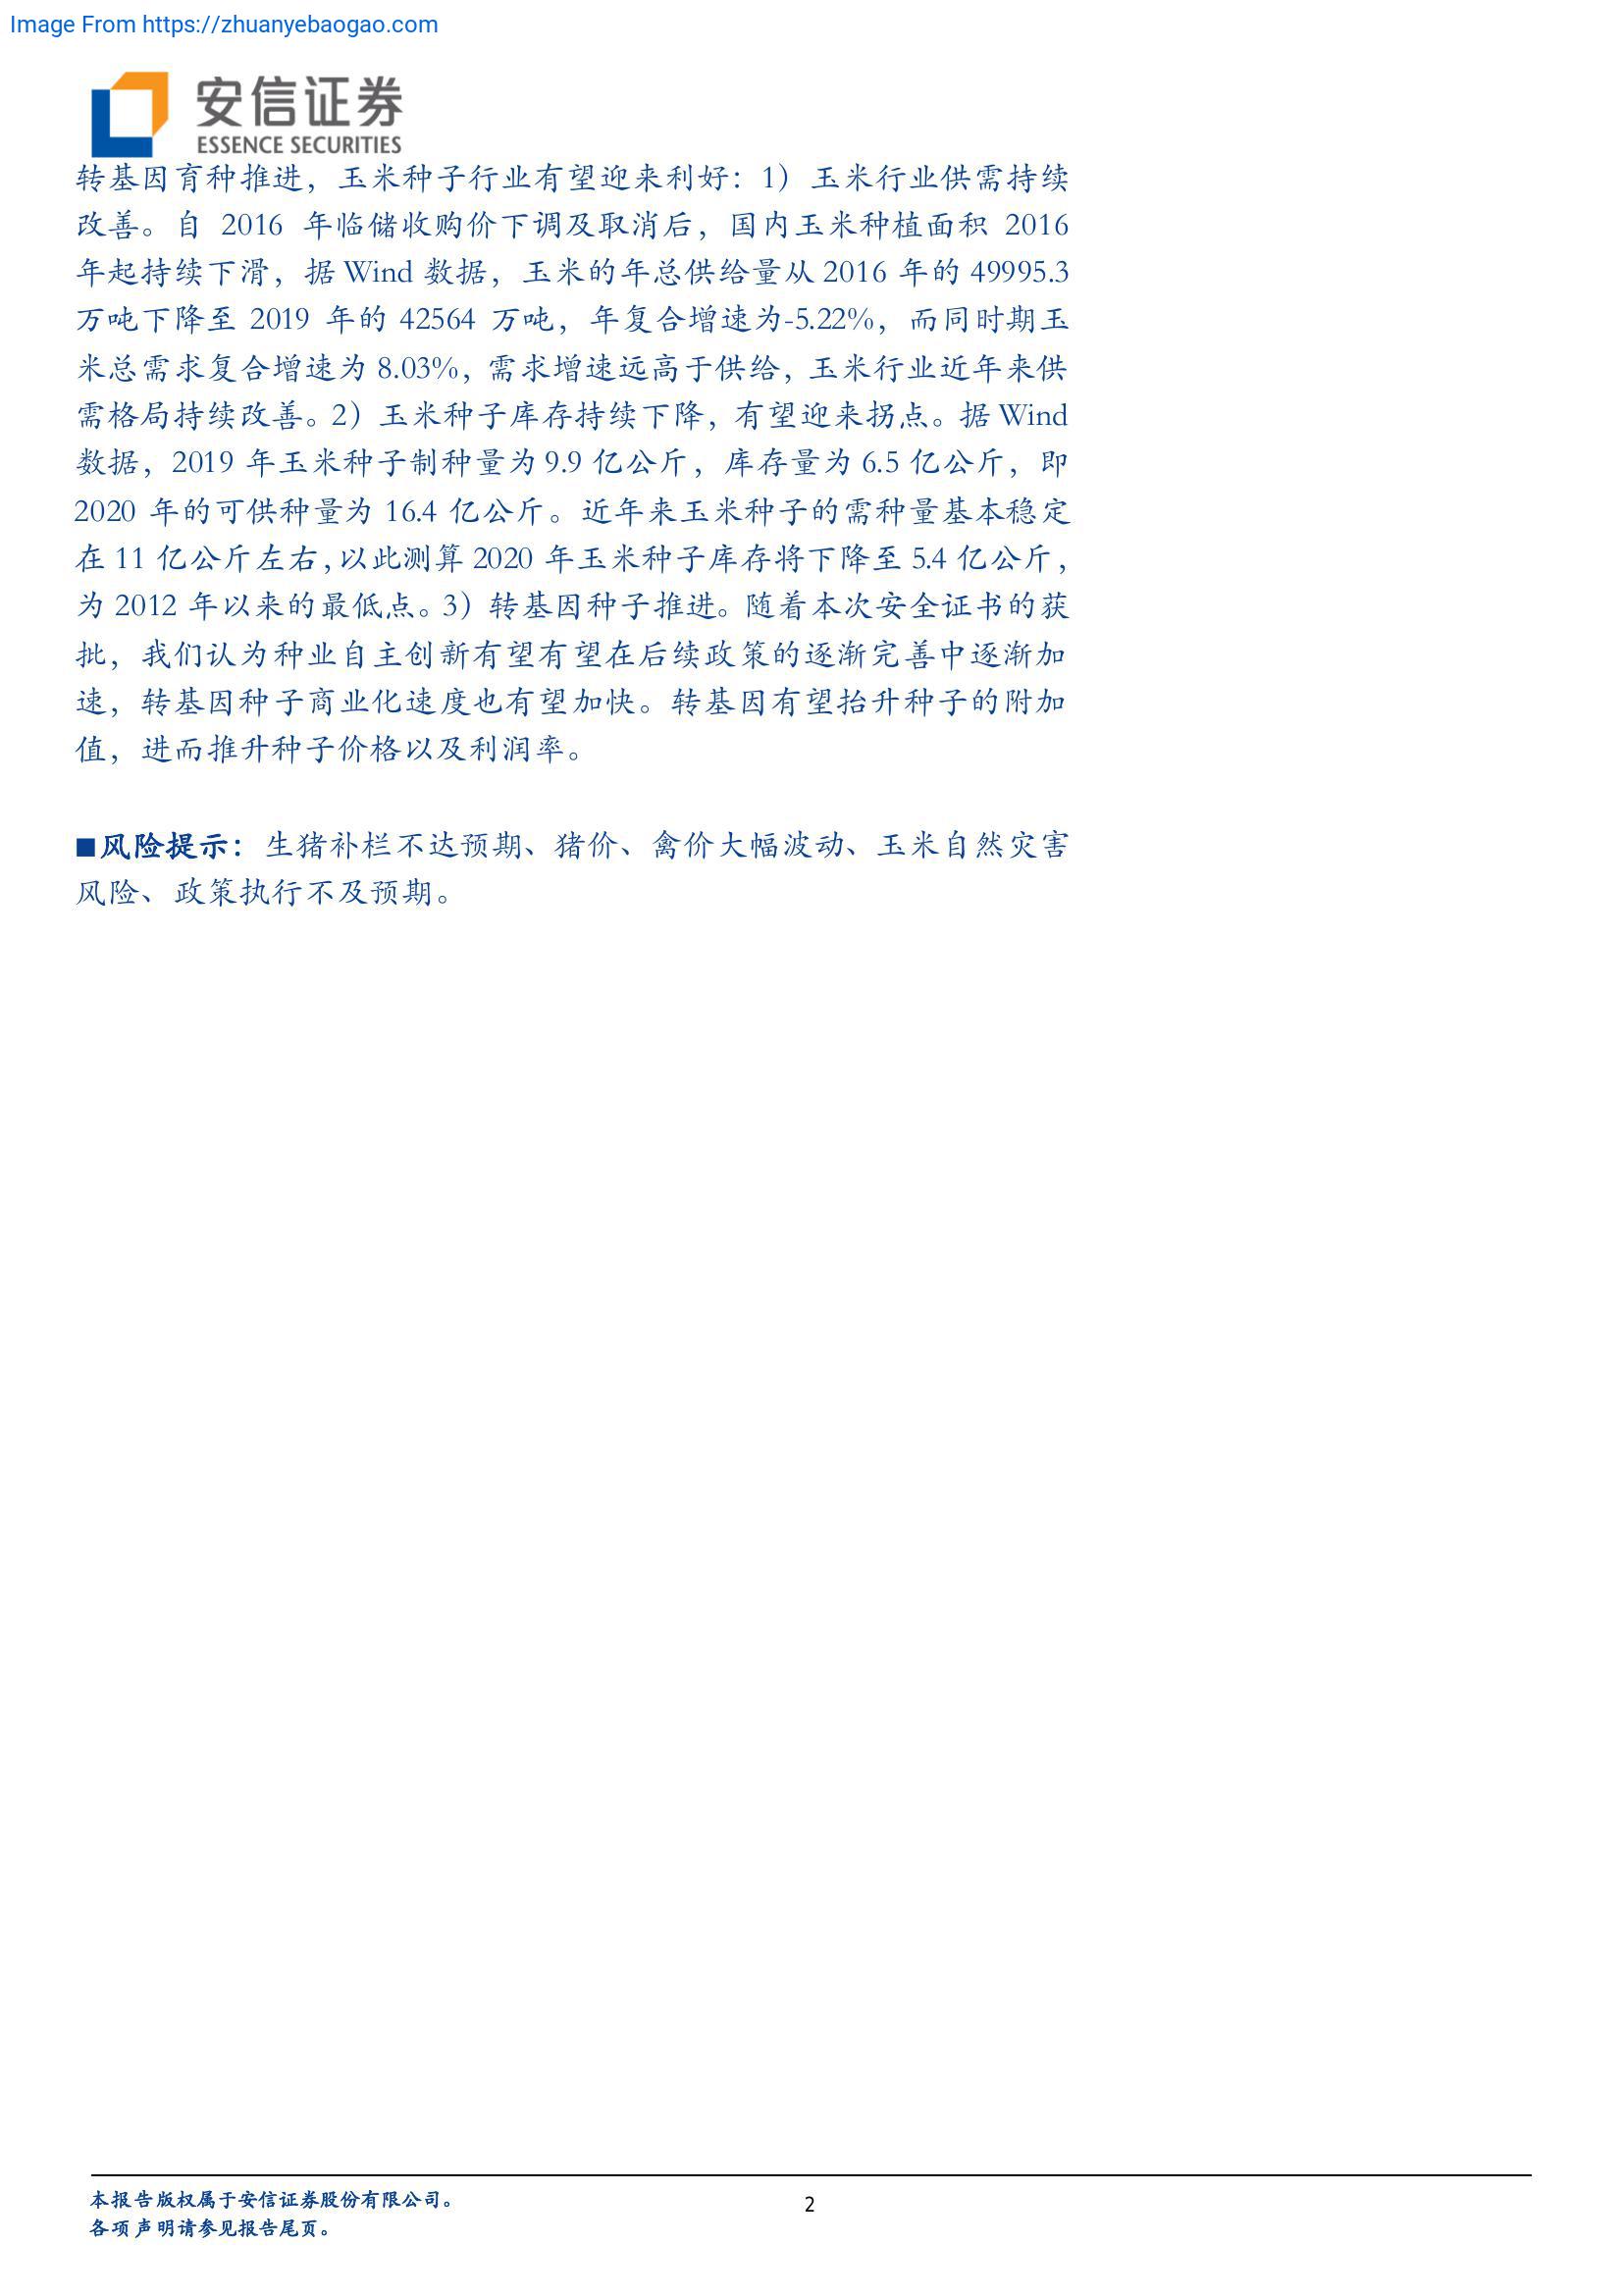 Image From https://zhuanyebaogao.com
安信证券
ESSENCE SECURITIES
转基因育种推进，玉米种子行业有望迎来利好：1）玉米行业供需持续
改善。自 2016 年临储收购价下调及取消后，国内玉米种植面积 2016
年起持续下滑，据 Wind 数据，玉米的年总供给量从 2016 年的 49995.3
万吨下降至 2019 年的 42564 万吨，年复合增速为-5.22%，而同时期玉
米总需求复合增速为 8.03%，需求增速远高于供给，玉米行业近年来供
需格局持续改善。2）玉米种子库存持续下降，有望迎来拐点。据 Wind
数据，2019 年玉米种子制种量为 9.9 亿公斤，库存量为 6.5 亿公斤，即
2020 年的可供种量为 16.4 亿公斤。近年来玉米种子的需种量基本稳定
在 11 亿公斤左右，以此测算 2020 年玉米种子库存将下降至 5.4 亿公斤，
为 2012 年以来的最低点。3）转基因种子推进。随着本次安全证书的获
批，我们认为种业自主创新有望有望在后续政策的逐渐完善中逐渐加
速，转基因种子商业化速度也有望加快。转基因有望抬升种子的附加
值，进而推升种子价格以及利润率。
■风险提示：生猪补栏不达预期、猪价、禽价大幅波动、玉米自然灾害
风险、政策执行不及预期。
本报告版权属于安信证券股份有限公司。
各项声明请参见报告尾页。
2